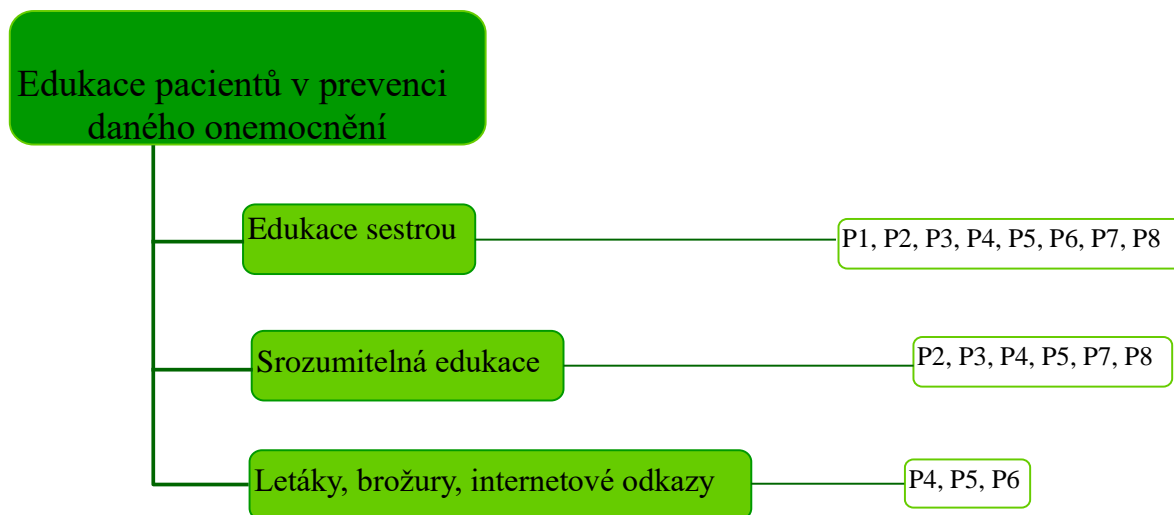 Edukace pacientů v prevenci
daného onemocnění
Edukace sestrou
P1, P2, P3, P4, P5, P6, P7, P8
Srozumitelná edukace
P2, P3, P4, P5, P7, P8
Letáky, brožury, internetové odkazy
P4, P5, P6